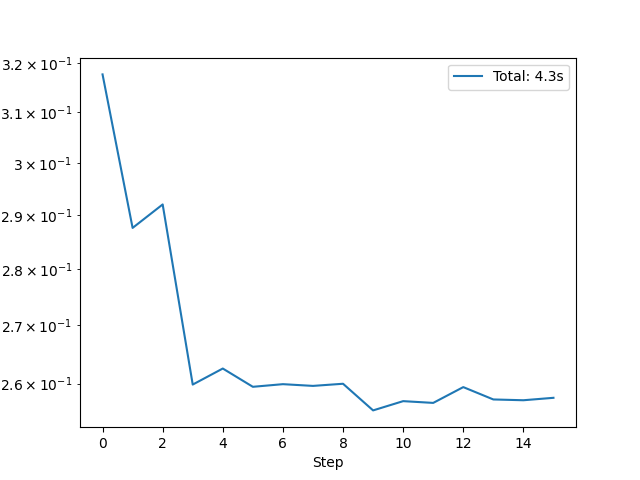 3.2 × 10⁻¹
3.1 × 10⁻¹
3 × 10⁻¹
2.9 × 10⁻¹
2.8 × 10⁻¹
2.7 × 10⁻¹
2.6 × 10⁻¹
Total: 4.3s
0 2 4 6 8 10 12 14
Step